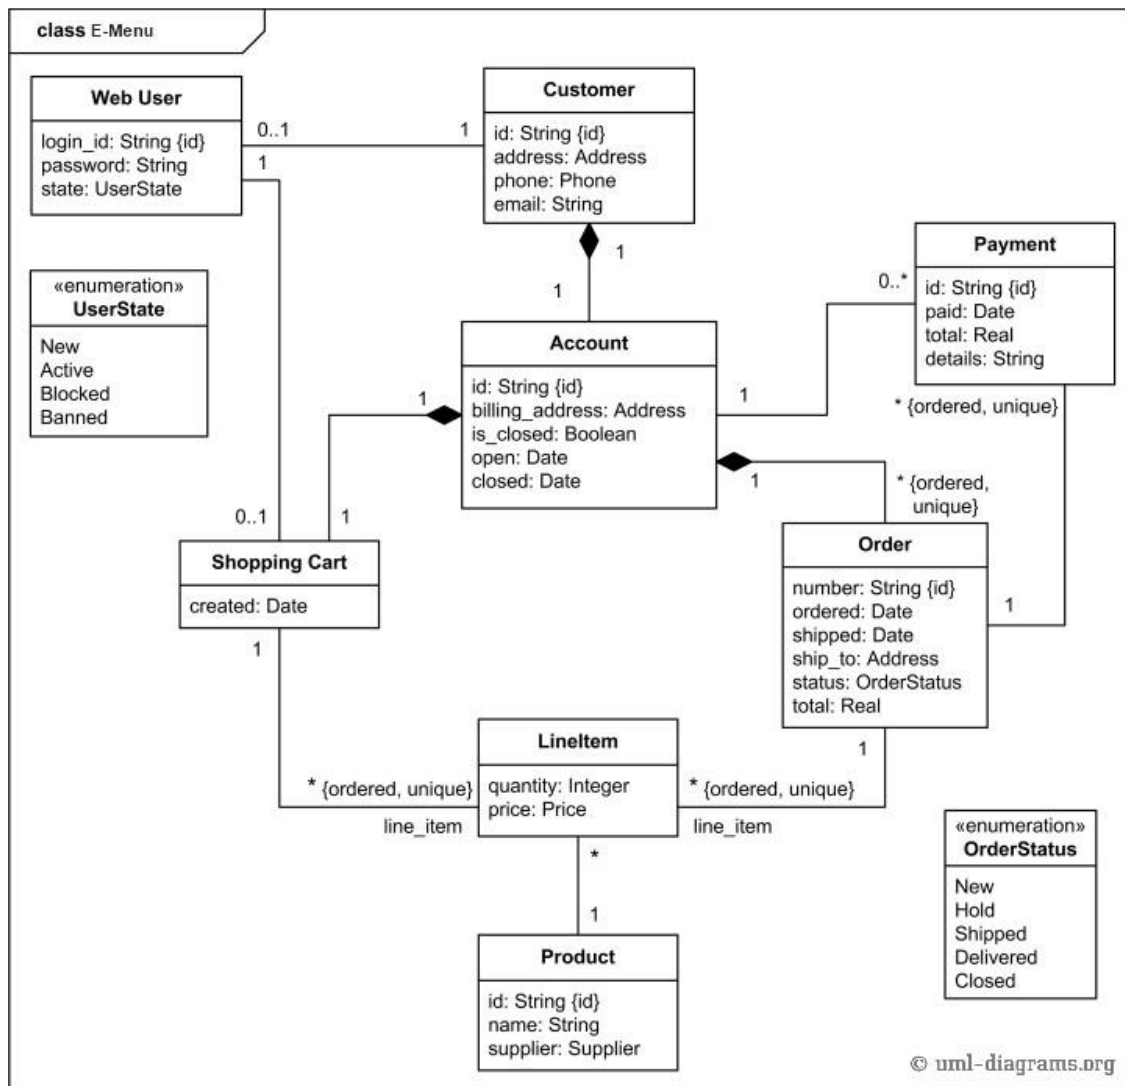 class E-Menu
Web User
login_id: String {id}
password: String
state: UserState
0..1
1
1
Customer
id: String {id}
address: Address
phone: Phone
email: String
1
1
«enumeration»
UserState
New
Active
Blocked
Banned
Payment
id: String {id}
paid: Date
total: Real
details: String
0..*
1
* {ordered, unique}
Account
id: String {id}
billing_address: Address
is_closed: Boolean
open: Date
closed: Date
1
1
* {ordered,
unique}
0..1
1
Shopping Cart
created: Date
1
Order
number: String {id}
ordered: Date
shipped: Date
ship_to: Address
status: OrderStatus
total: Real
1
1
LineItem
quantity: Integer
price: Price
* {ordered, unique}
line_item
* {ordered, unique}
line_item
*
1
Product
id: String {id}
name: String
supplier: Supplier
«enumeration»
OrderStatus
New
Hold
Shipped
Delivered
Closed
© uml-diagrams.org